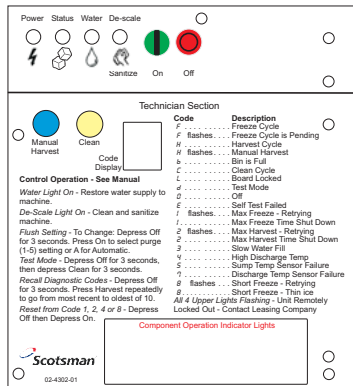 Power Status Water De-scale
Sanitize On Off
Technician Section
Manual Harvest
Clean
Code Display
Code Description
F . . . . . . . . . . Freeze Cycle
F flashes. . . . Freeze Cycle is Pending
H . . . . . . . . . . Harvest Cycle
H flashes. . . . Manual Harvest
b . . . . . . . . . . Bin is Full
C . . . . . . . . . . Clean Cycle
L . . . . . . . . . . Board Locked
d . . . . . . . . . . Test Mode
O . . . . . . . . . . Off
E . . . . . . . . . . Self Test Failed
1 flashes. . . . Max Freeze - Retrying
1 . . . . . . . . . . Max Freeze Time Shut Down
2 flashes. . . . Max Harvest - Retrying
2 . . . . . . . . . . Max Harvest Time Shut Down
3 . . . . . . . . . . Slow Water Fill
4 . . . . . . . . . . High Discharge Temp
5 . . . . . . . . . . Sump Temp Sensor Failure
7 . . . . . . . . . . Discharge Temp Sensor Failure
8 flashes . . . Short Freeze - Retrying
8 . . . . . . . . . . Short Freeze - Thin ice
All 4 Upper Lights Flashing - Unit Remotely
Locked Out - Contact Leasing Company
Control Operation - See Manual
Water Light On - Restore water supply to
machine.
De-Scale Light On - Clean and sanitize
machine.
Flush Setting - To Change: Depress Off
for 3 seconds. Press On to select purge
(1-5) setting or A for Automatic.
Test Mode - Depress Off for 3 seconds,
then depress Clean for 3 seconds.
Recall Diagnostic Codes - Depress Off
for 3 seconds. Press Harvest repeatedly
to go from most recent to oldest of 10.
Reset from Code 1, 2, 4 or 8 - Depress
Off then Depress On.
Component Operation Indicator Lights
Scotsman
02-4302-01